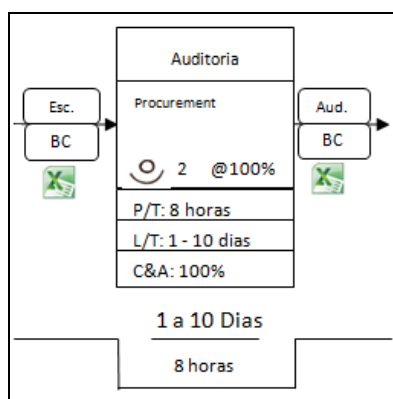 Auditoria
Esc.
BC
Procurement
2 @100%
Aud.
BC
P/T: 8 horas
L/T: 1 - 10 dias
C&A: 100%
1 a 10 Dias
8 horas